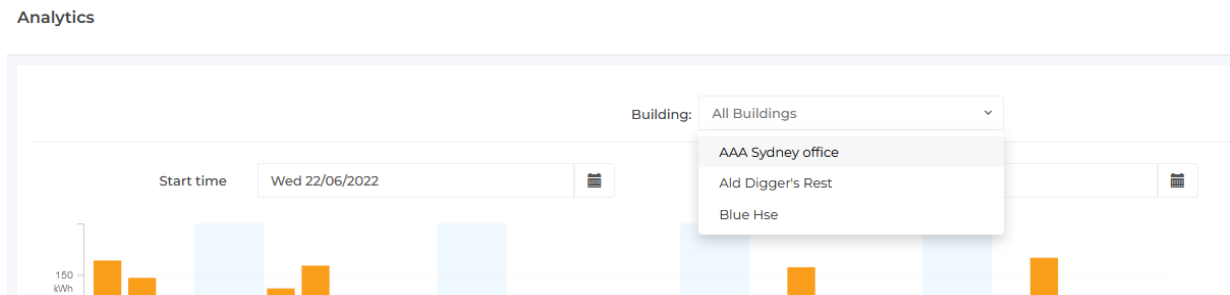 Analytics
Building: All Buildings
AAA Sydney office
Ald Digger's Rest
Blue Hse
Start time Wed 22/06/2022
150
kWh